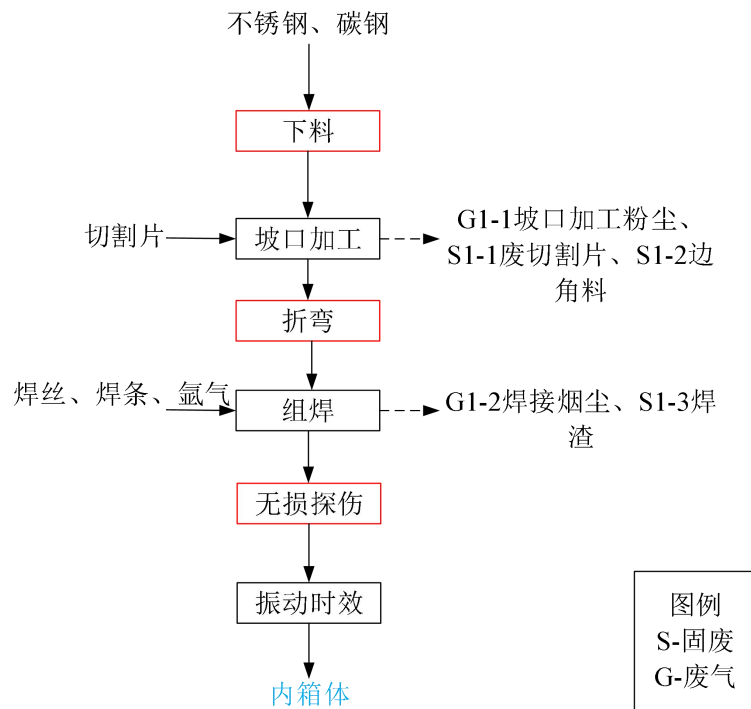 不锈钢、碳钢
下料
切割片
坡口加工
G1-1坡口加工粉尘、
S1-1废切割片、S1-2边
角料
折弯
焊丝、焊条、氩气
组焊
G1-2焊接烟尘、S1-3焊
渣
无损探伤
振动时效
内箱体
图例
S-固废
G-废气